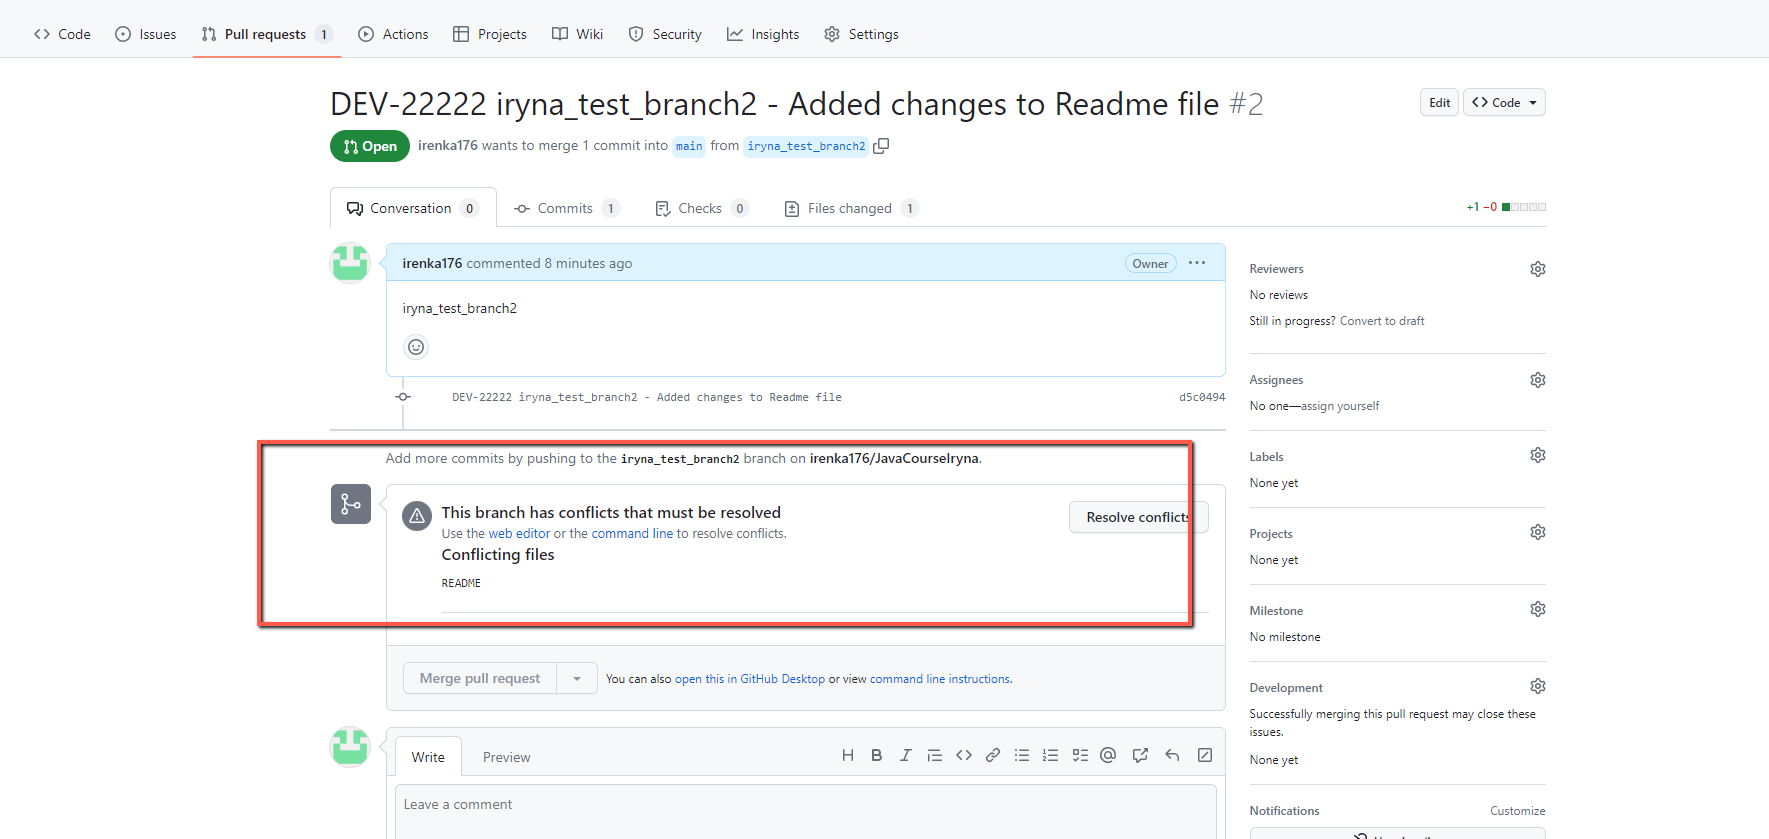 Code Issues Pull requests 1 Actions Projects Wiki Security Insights Settings
DEV-22222 iryna_test_branch2 - Added changes to Readme file #2
Edit Code
Open irenka176 wants to merge 1 commit into main from iryna_test_branch2
Conversation 0 Commits 1 Checks 0 Files changed 1
+1 −0
irenka176 commented 8 minutes ago Owner
iryna_test_branch2
DEV-22222 iryna_test_branch2 - Added changes to Readme file d5c0494
Add more commits by pushing to the iryna_test_branch2 branch on irenka176/JavaCourseIryna.
This branch has conflicts that must be resolved
Use the web editor or the command line to resolve conflicts.
Resolve conflicts
Conflicting files
README
Merge pull request You can also open this in GitHub Desktop or view command line instructions.
Write Preview
Leave a comment
Reviewers
No reviews
Still in progress? Convert to draft
Assignees
No one—assign yourself
Labels
None yet
Projects
None yet
Milestone
No milestone
Development
Successfully merging this pull request may close these
issues.
None yet
Notifications Customize